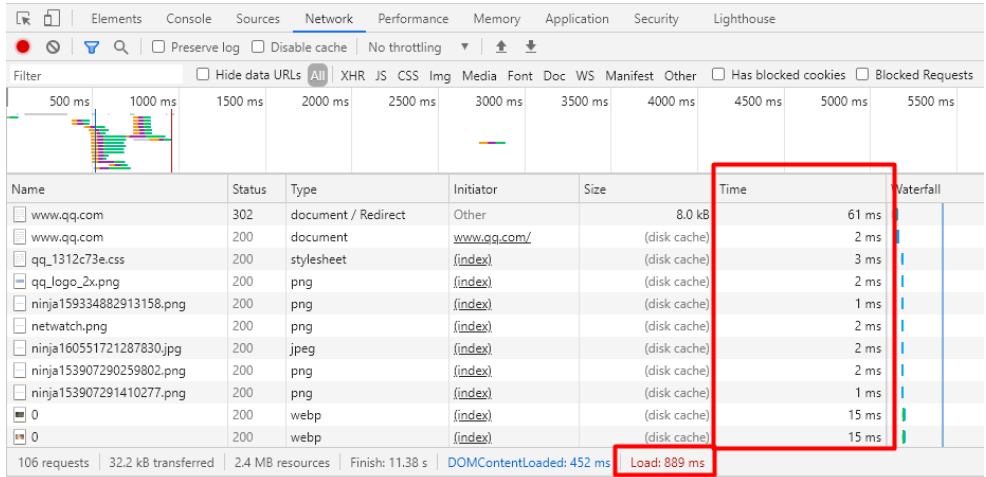 Elements Console Sources Network Performance Memory Application Security Lighthouse
Preserve log Disable cache No throttling
Filter Hide data URLs All XHR JS CSS Img Media Font Doc WS Manifest Other Has blocked cookies Blocked Requests
500 ms 1000 ms 1500 ms 2000 ms 2500 ms 3000 ms 3500 ms 4000 ms 4500 ms 5000 ms 5500 ms
Name Status Type Initiator Size Time Waterfall
www.qq.com 302 document / Redirect Other 8.0 kB 61 ms
www.qq.com 200 document www.qq.com/ (disk cache) 2 ms
qq_1312c73e.css 200 stylesheet (index) (disk cache) 3 ms
qq_logo_2x.png 200 png (index) (disk cache) 2 ms
ninja159334882913158.png 200 png (index) (disk cache) 1 ms
netwatch.png 200 png (index) (disk cache) 2 ms
ninja160551721287830.jpg 200 jpeg (index) (disk cache) 2 ms
ninja153907290259802.png 200 png (index) (disk cache) 2 ms
ninja153907291410277.png 200 png (index) (disk cache) 1 ms
0 200 webp (index) (disk cache) 15 ms
0 200 webp (index) (disk cache) 15 ms
106 requests 32.2 kB transferred 2.4 MB resources Finish: 11.38 s DOMContentLoaded: 452 ms Load: 889 ms